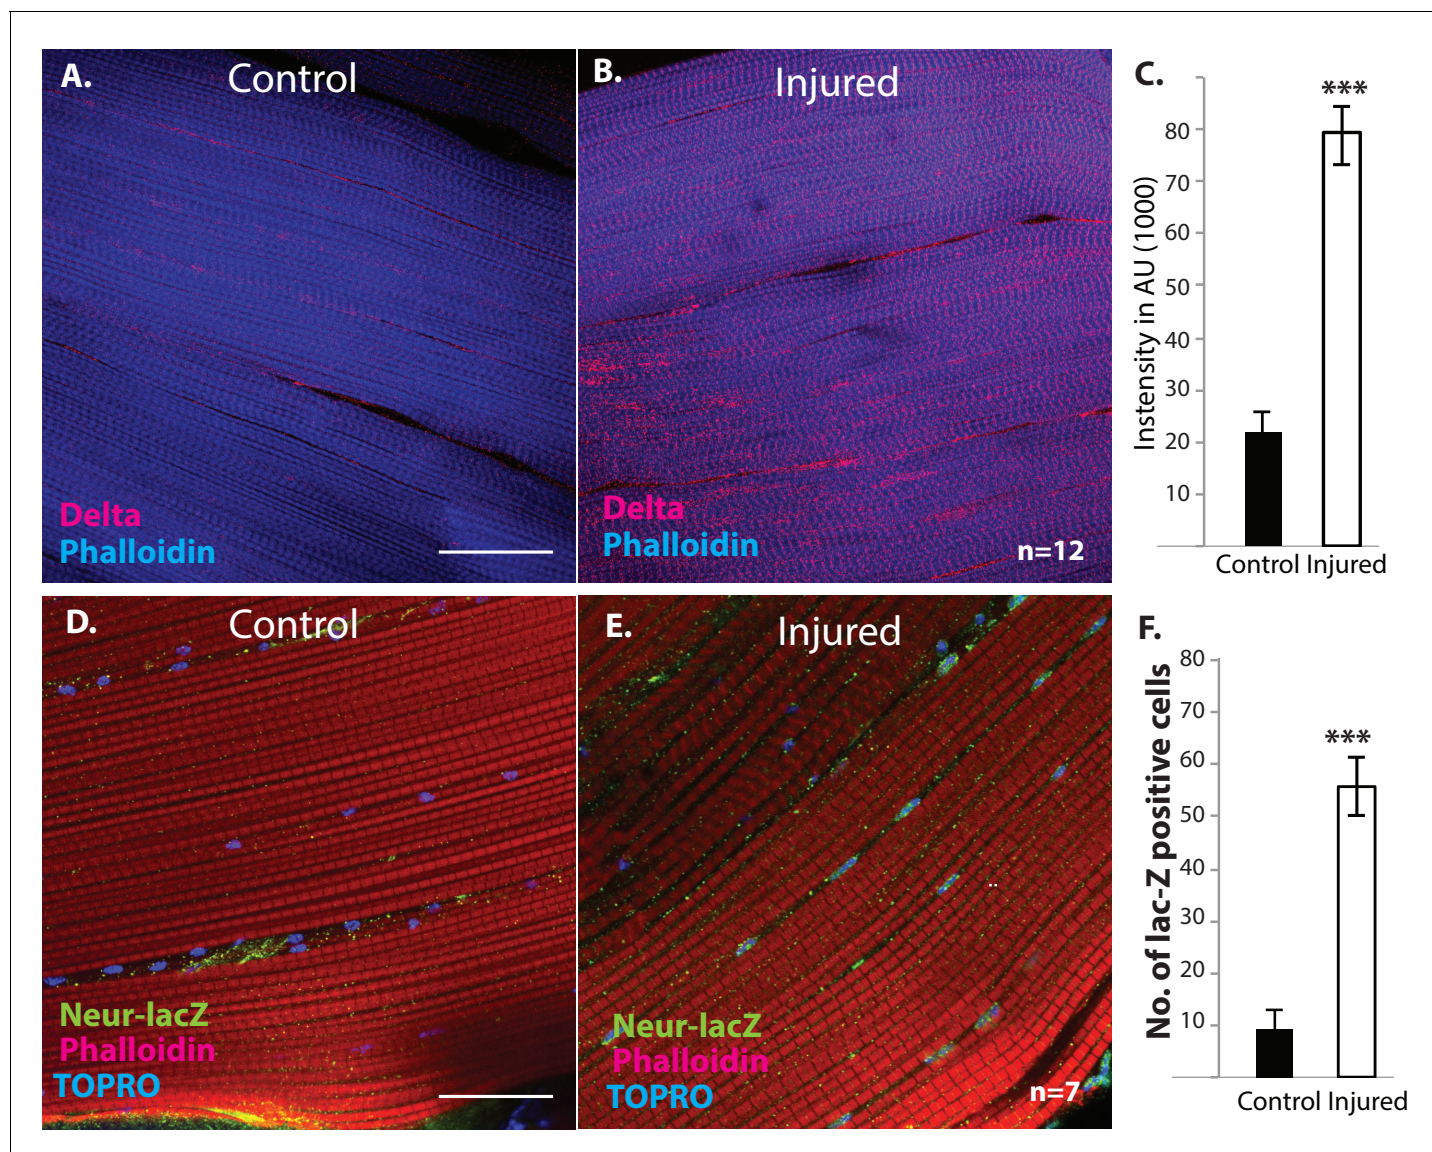 A.
Control
Delta
Phalloidin
B.
Injured
Delta
Phalloidin
n=12
C.
***
Instensity in AU (1000)
80
70
60
50
40
30
20
10
Control Injured
D.
Control
Neur-lacZ
Phalloidin
TOPRO
E.
Injured
Neur-lacZ
Phalloidin
TOPRO
n=7
F.
***
No. of lac-Z positive cells
80
70
60
50
40
30
20
10
Control Injured